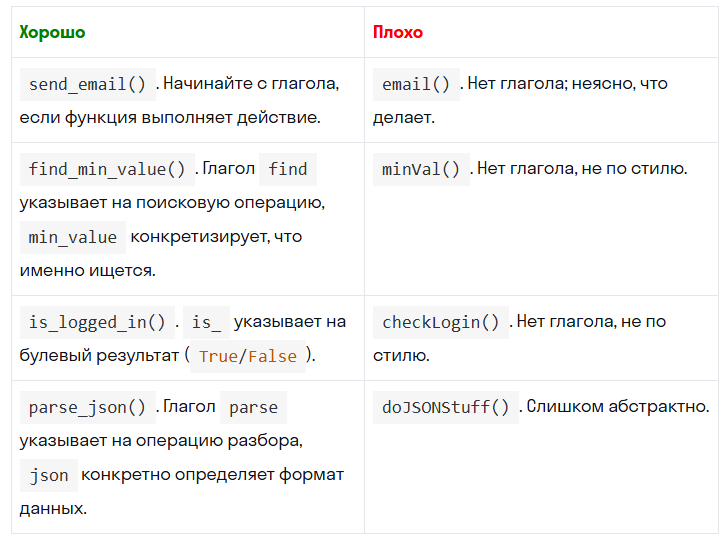 Хорошо
Плохо
send_email() . Начинайте с глагола,
если функция выполняет действие.
email() . Нет глагола; неясно, что
делает.
find_min_value() . Глагол find
указывает на поисковую операцию,
min_value конкретизирует, что
именно ищется.
minVal() . Нет глагола, не по стилю.
is_logged_in() . is_ указывает на
булевый результат ( True/False ).
checkLogin() . Нет глагола, не по
стилю.
parse_json() . Глагол parse
указывает на операцию разбора,
json конкретно определяет формат
данных.
doJSONStuff() . Слишком абстрактно.